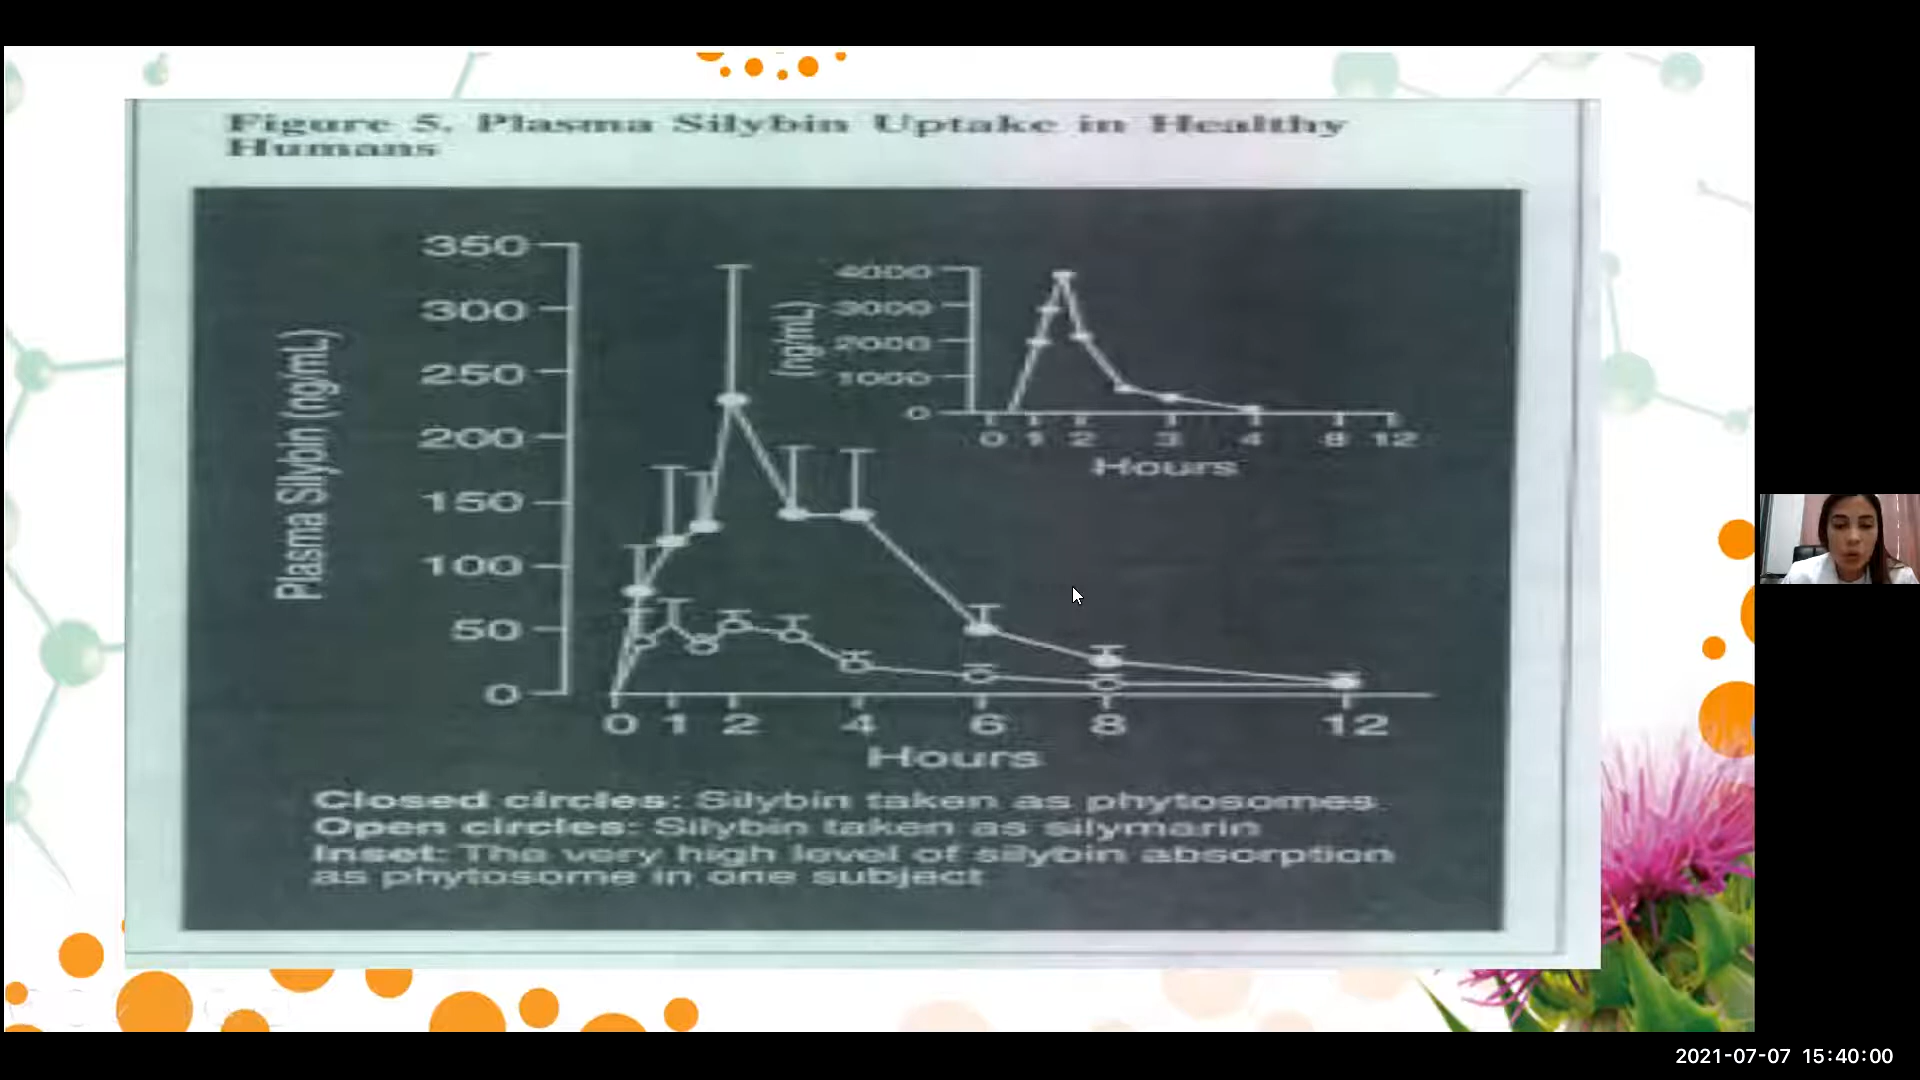 Figure 5. Plasma Silybin Uptake in Healthy
Humans
Plasma Silybin (ng/mL)
350
300
250
200
150
100
50
0
0 1 2 4 6 8 12
Hours
(ng/mL)
4000
3000
2000
1000
0
0 1 2 3 4 8 12
Hours
Closed circles: Silybin taken as phytosomes
Open circles: Silybin taken as silymarin
Inset: The very high level of silybin absorption
as phytosome in one subject
2021-07-07 15:40:00